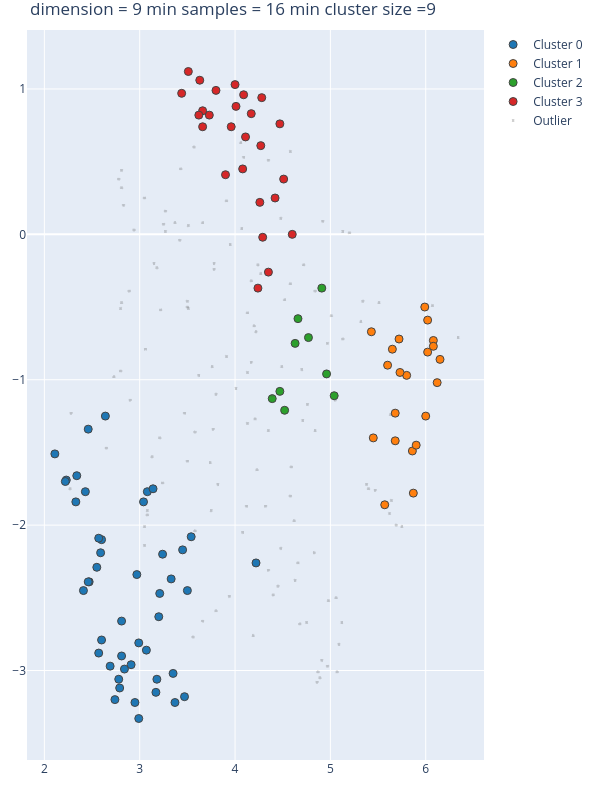 dimension = 9 min samples = 16 min cluster size =9
Cluster 0
Cluster 1
Cluster 2
Cluster 3
Outlier
1
0
−1
−2
−3
2 3 4 5 6